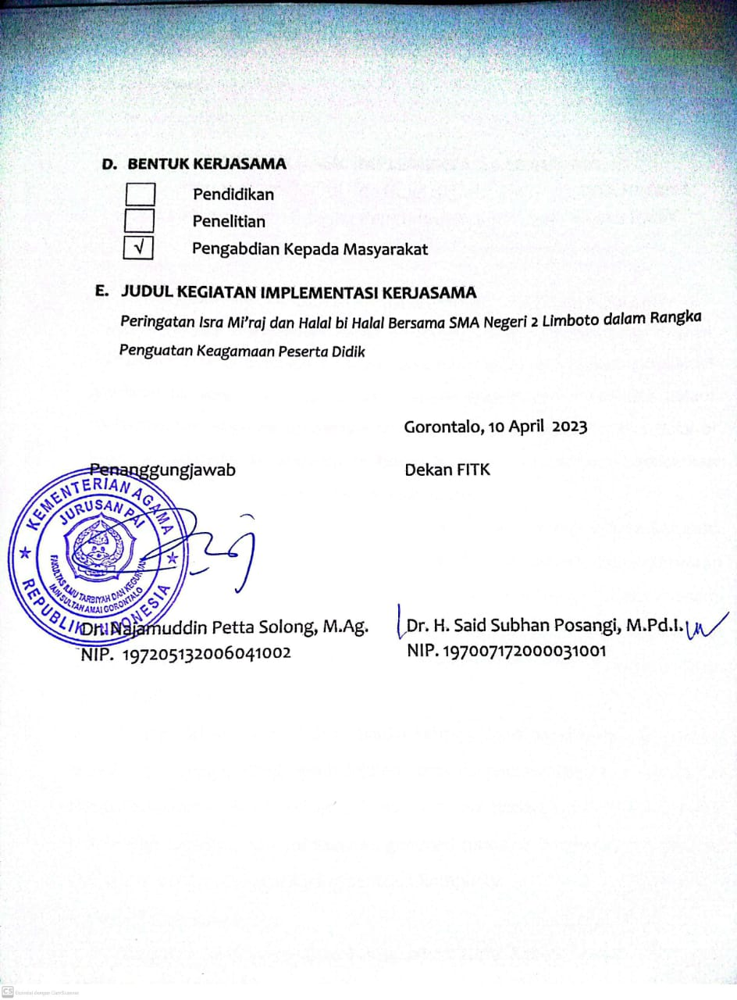 D. BENTUK KERJASAMA
Pendidikan
Penelitian
√ Pengabdian Kepada Masyarakat
E. JUDUL KEGIATAN IMPLEMENTASI KERJASAMA
Peringatan Isra Mi'raj dan Halal bi Halal Bersama SMA Negeri 2 Limboto dalam Rangka
Penguatan Keagamaan Peserta Didik
Gorontalo, 10 April 2023
Penanggungjawab
Dekan FITK
KEMENTERIAN AGAMA
REPUBLIK INDONESIA
JURUSAN PAI
FAKULTAS ILMU TARBIYAH DAN KEGURUAN
IAIN SULTAN AMAI GORONTALO
Dr. Najamuddin Petta Solong, M.Ag.
NIP. 197205132006041002
Dr. H. Said Subhan Posangi, M.Pd.I.
NIP. 197007172000031001
CS Dipindai dengan CamScanner